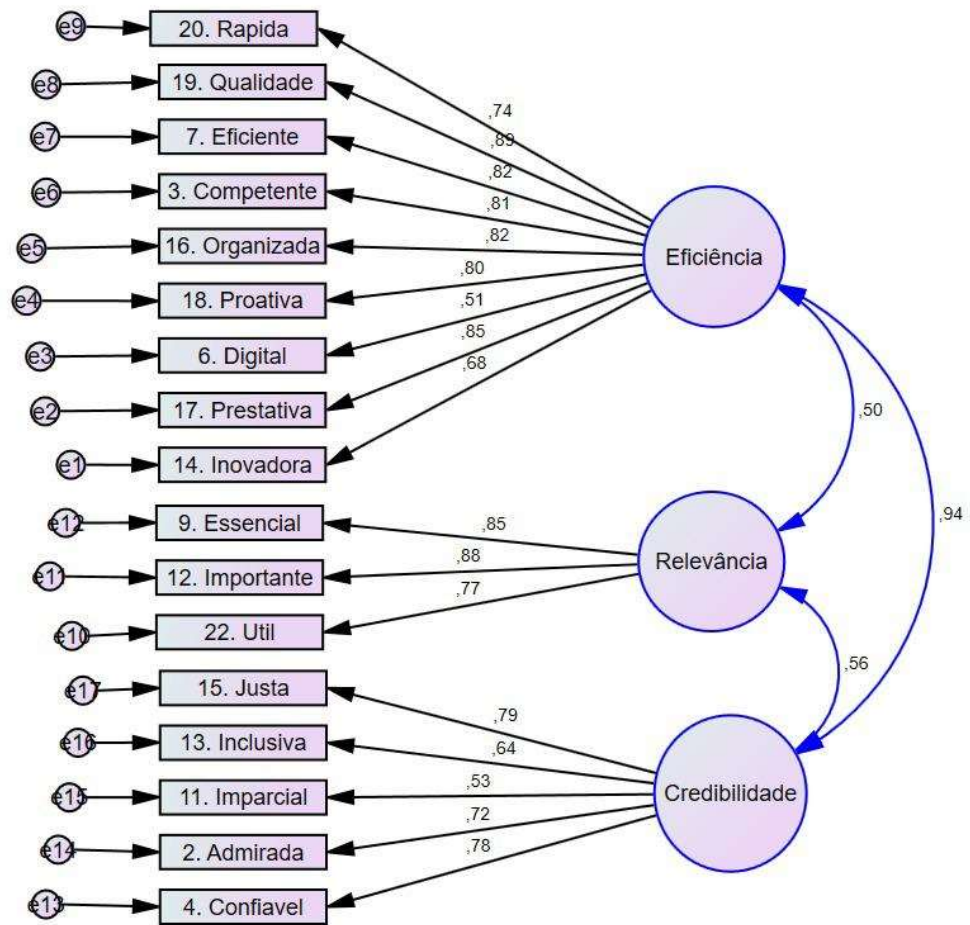 e9
20. Rapida
e8
19. Qualidade
e7
7. Eficiente
e6
3. Competente
e5
16. Organizada
e4
18. Proativa
e3
6. Digital
e2
17. Prestativa
e1
14. Inovadora
e12
9. Essencial
e11
12. Importante
e10
22. Util
e17
15. Justa
e16
13. Inclusiva
e15
11. Imparcial
e14
2. Admirada
e13
4. Confiavel
,74
,89
,82
,81
,82
,80
,51
,85
,68
,85
,88
,77
,79
,64
,53
,72
,78
Eficiência
Relevância
Credibilidade
,50
,94
,56